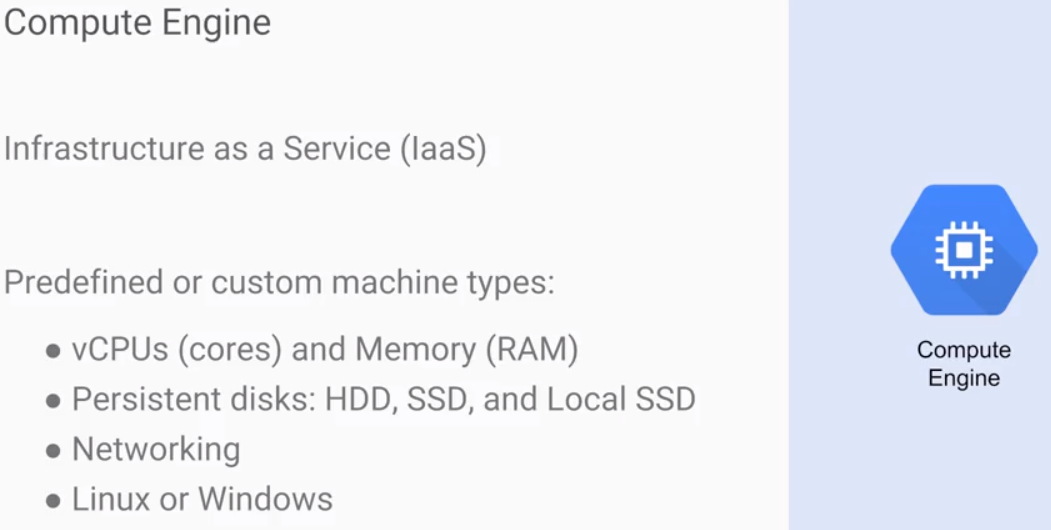 Compute Engine
Infrastructure as a Service (IaaS)
Predefined or custom machine types:
● vCPUs (cores) and Memory (RAM)
● Persistent disks: HDD, SSD, and Local SSD
● Networking
● Linux or Windows
Compute
Engine